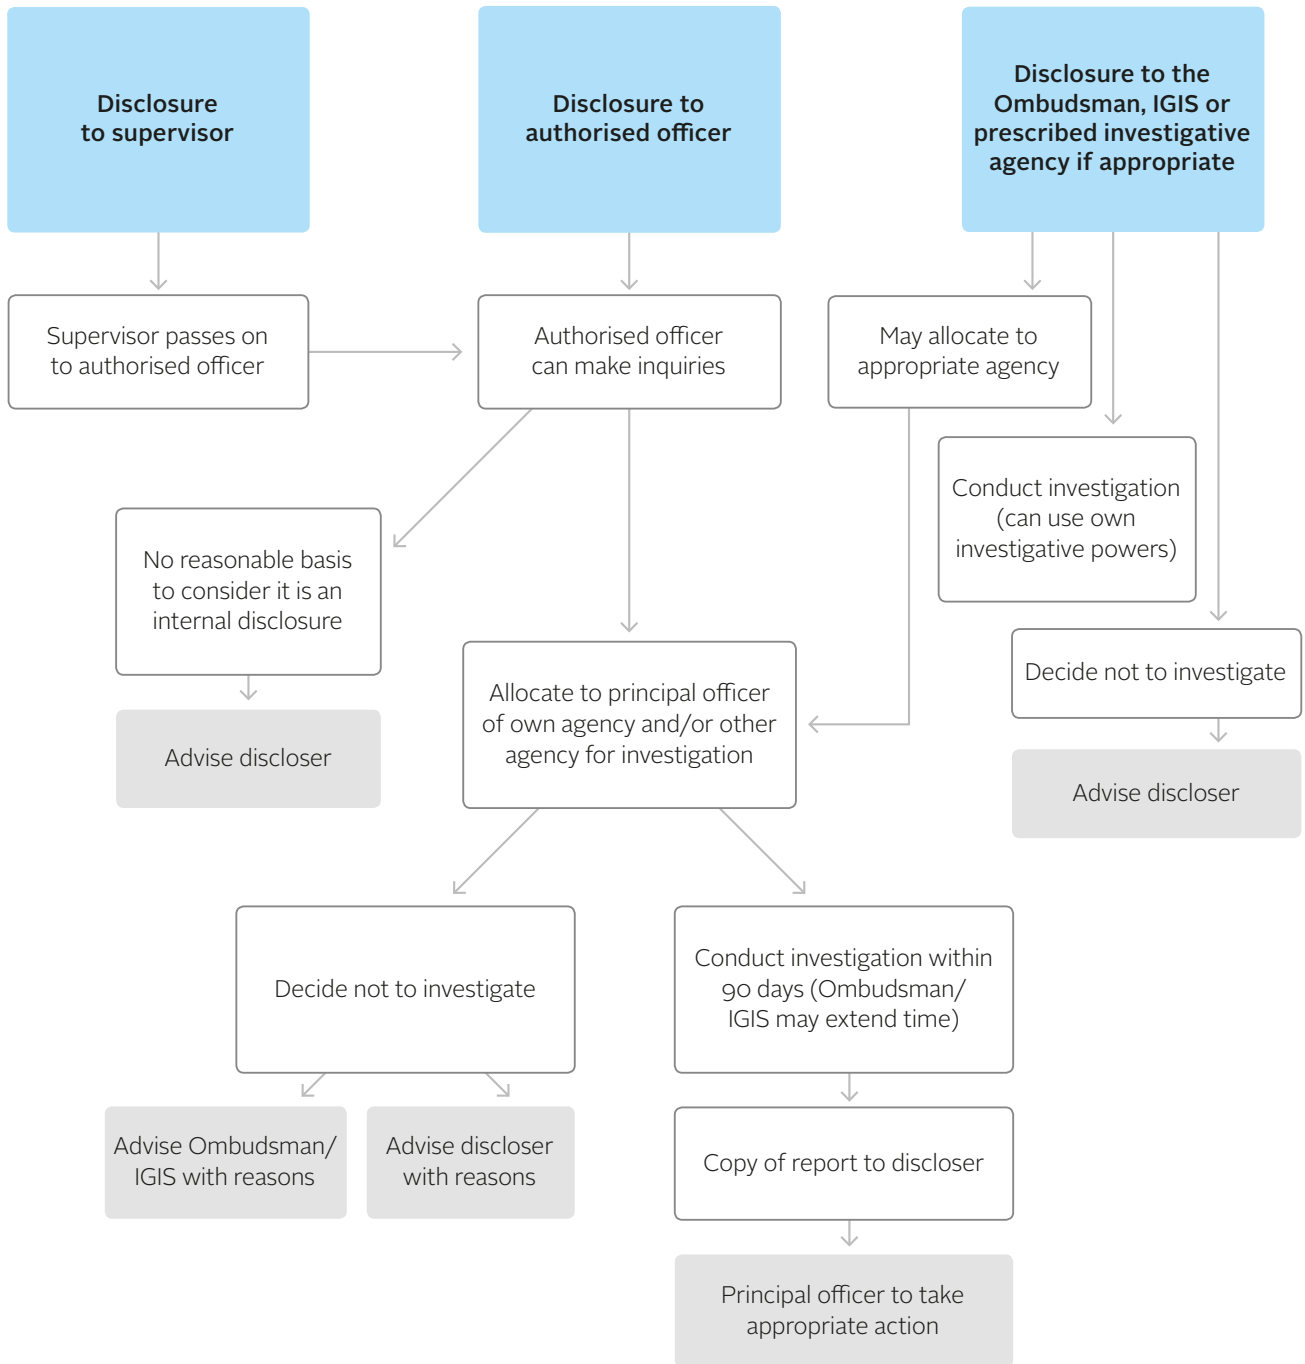 Disclosure
to supervisor
Disclosure to
authorised officer
Disclosure to the
Ombudsman, IGIS or
prescribed investigative
agency if appropriate
Supervisor passes on
to authorised officer
Authorised officer
can make inquiries
May allocate to
appropriate agency
Conduct investigation
(can use own
investigative powers)
No reasonable basis
to consider it is an
internal disclosure
Decide not to investigate
Allocate to principal officer
of own agency and/or other
agency for investigation
Advise discloser
Advise discloser
Decide not to investigate
Conduct investigation within
90 days (Ombudsman/
IGIS may extend time)
Advise Ombudsman/
IGIS with reasons
Advise discloser
with reasons
Copy of report to discloser
Principal officer to take
appropriate action